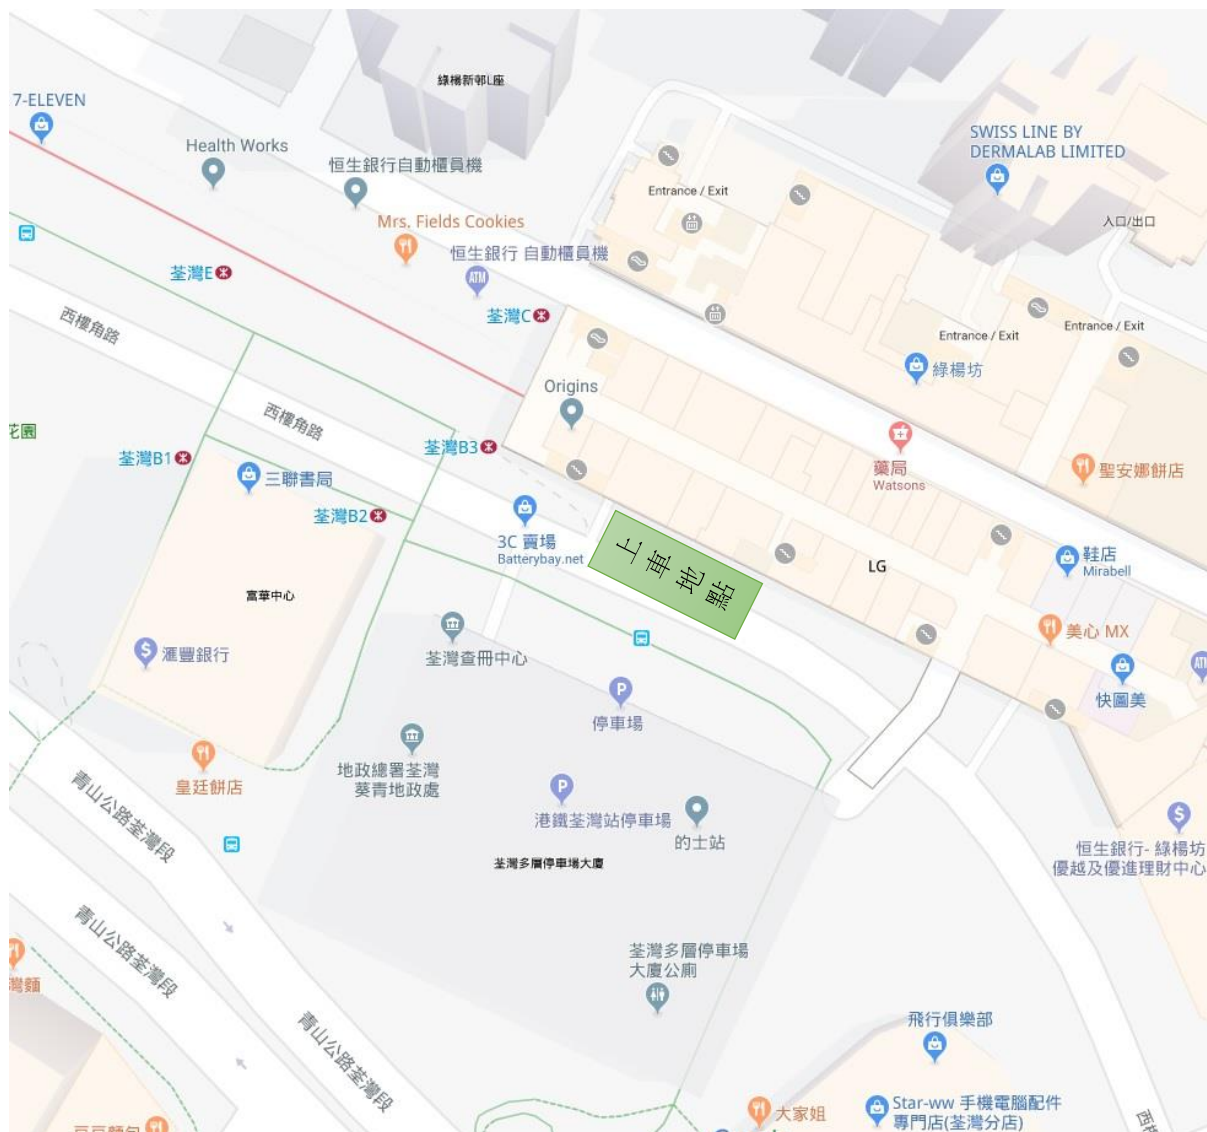 綠楊新邨L座
7-ELEVEN
Health Works
恒生銀行自動櫃員機
SWISS LINE BY
DERMALAB LIMITED
Entrance / Exit
入口/出口
Mrs. Fields Cookies
恒生銀行 自動櫃員機
ATM
荃灣E
荃灣C
西樓角路
Entrance / Exit
Entrance / Exit
綠楊坊
Origins
西樓角路
花園
荃灣B1
荃灣B3
藥局
Watsons
聖安娜餅店
三聯書局
荃灣B2
3C 賣場
Batterybay.net
上車地點
LG
鞋店
Mirabell
富華中心
滙豐銀行
荃灣查冊中心
美心 MX
快圖美
P
停車場
地政總署荃灣
葵青地政處
皇廷餅店
P
港鐵荃灣站停車場
的士站
青山公路荃灣段
荃灣多層停車場大廈
恒生銀行- 綠楊坊
優越及優進理財中心
青山公路荃灣段
荃灣多層停車場
大廈公廁
灣麵
青山公路荃灣段
飛行俱樂部
大家姐
Star-ww 手機電腦配件
專門店(荃灣分店)